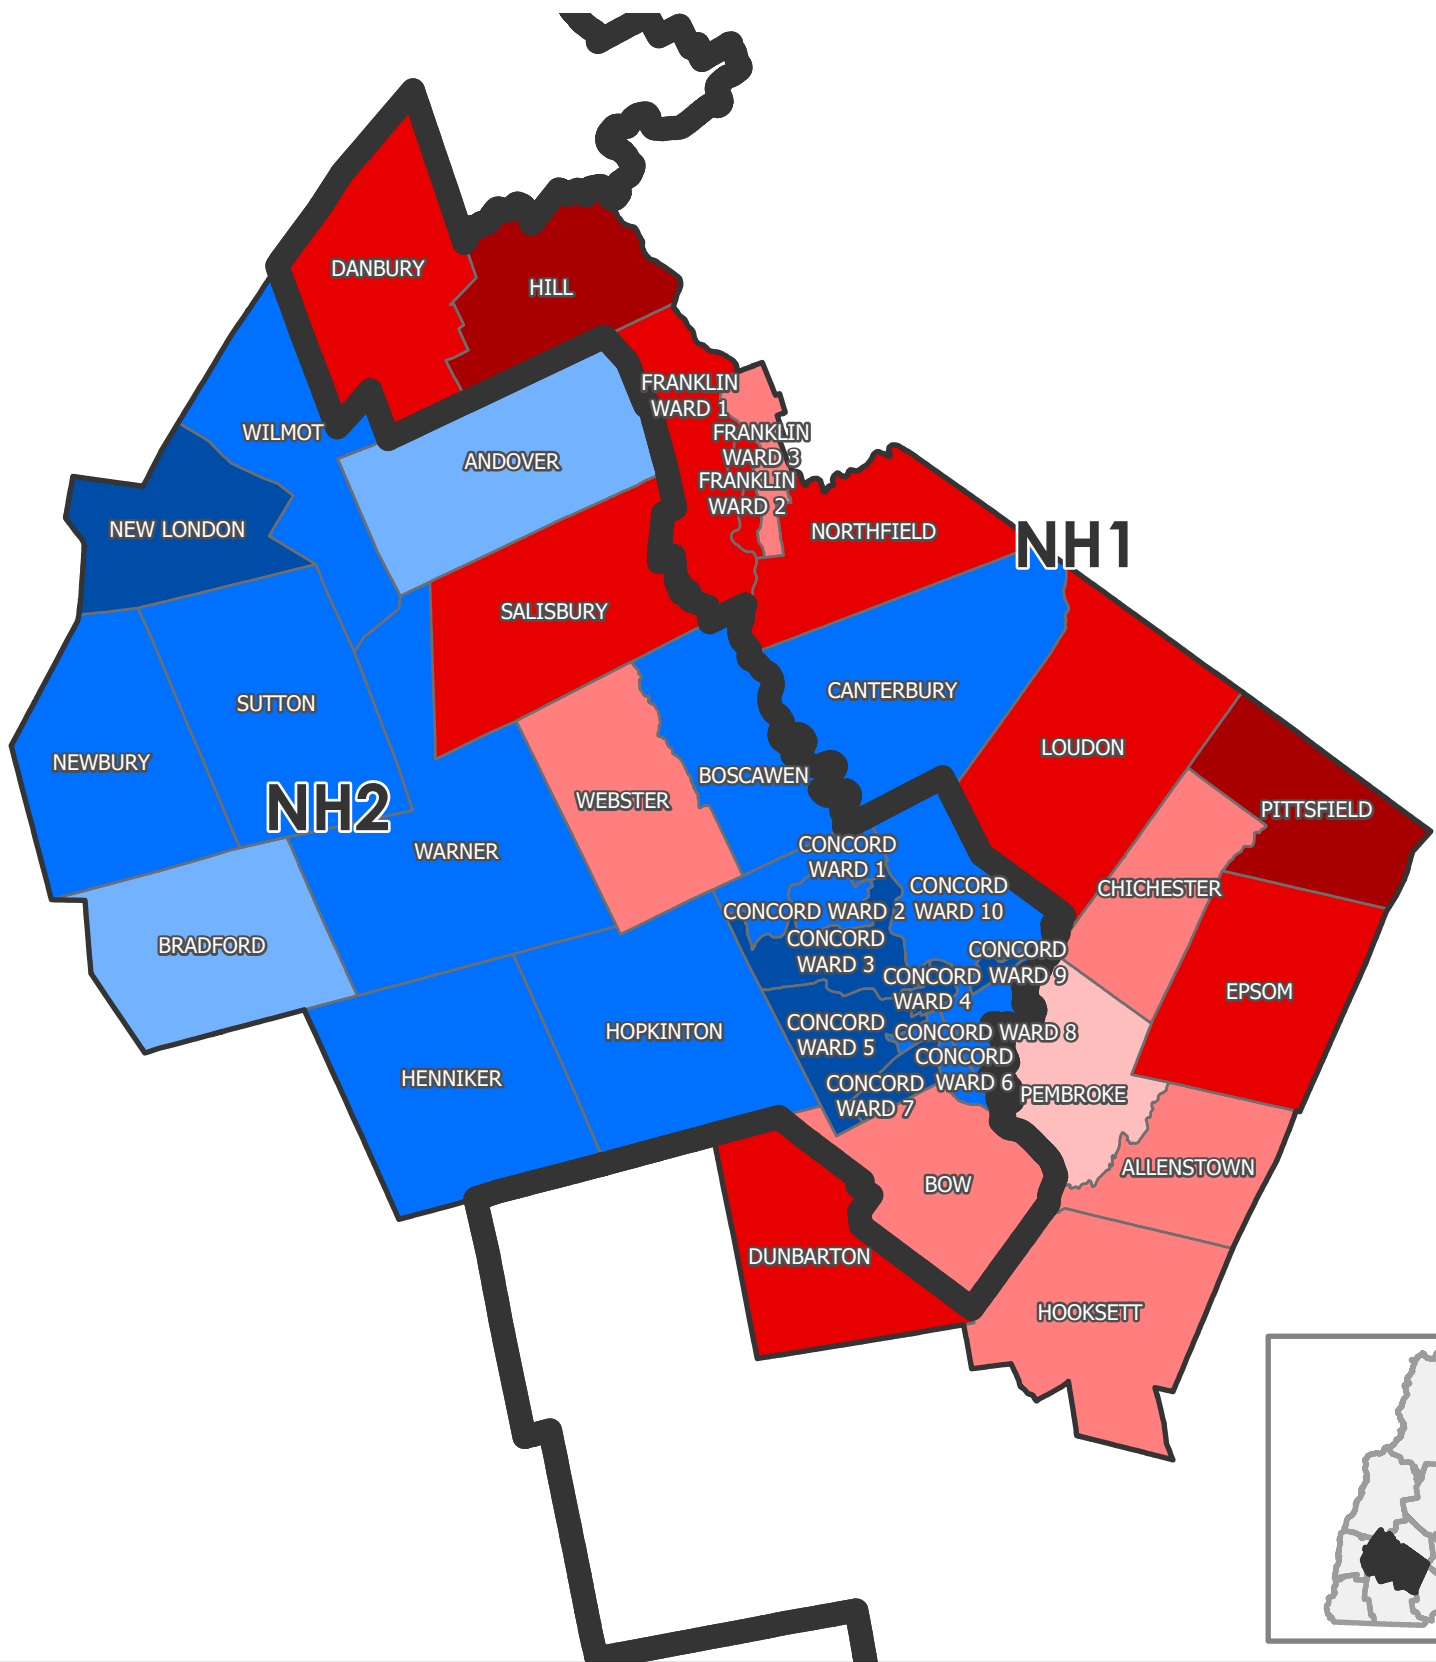 DANBURY
HILL
FRANKLIN
WARD 1
WILMOT
FRANKLIN
WARD 3
ANDOVER
FRANKLIN
WARD 2
NEW LONDON
NORTHFIELD
NH1
SALISBURY
CANTERBURY
SUTTON
LOUDON
NEWBURY
BOSCAWEN
WEBSTER
NH2
PITTSFIELD
WARNER
CONCORD
WARD 1
CHICHESTER
CONCORD
WARD 10
CONCORD WARD 2
BRADFORD
CONCORD
WARD 3
CONCORD
WARD 9
CONCORD
WARD 4
EPSOM
HOPKINTON
CONCORD
WARD 5
CONCORD WARD 8
CONCORD
WARD 6
HENNIKER
CONCORD
WARD 7
PEMBROKE
ALLENSTOWN
BOW
DUNBARTON
HOOKSETT